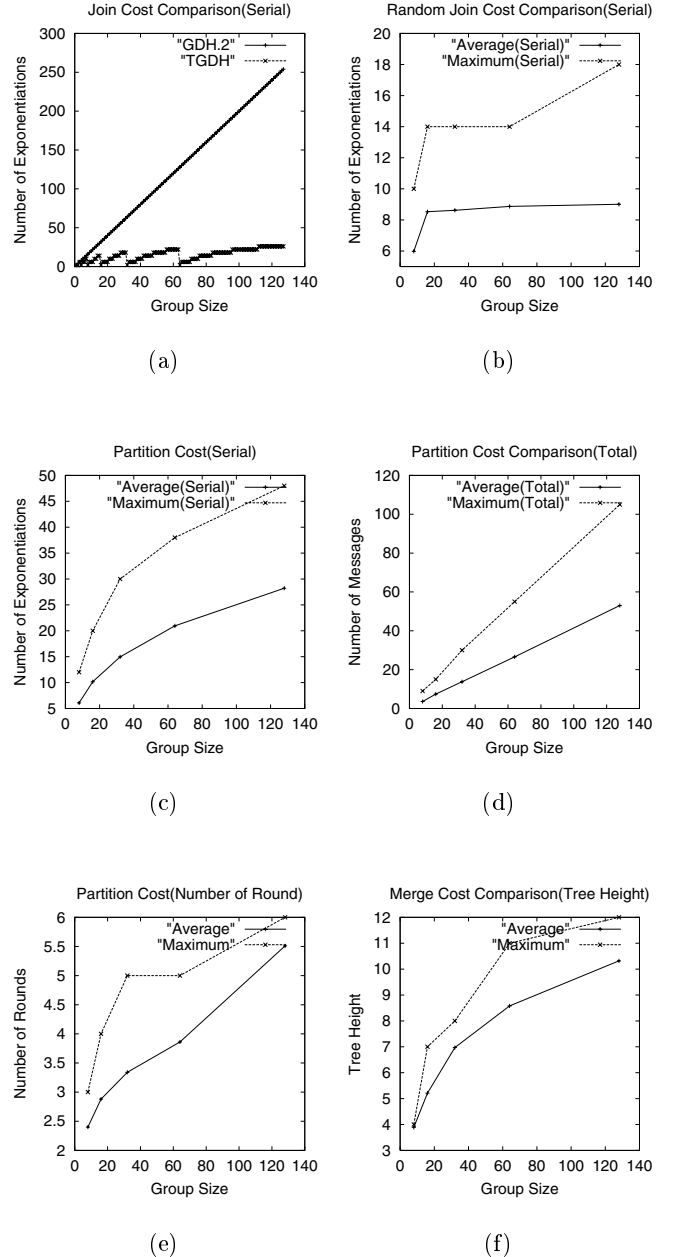 Join Cost Comparison(Serial)
Number of Exponentiations
300
250
200
150
100
50
0
"GDH.2"
"TGDH"
0 20 40 60 80 100 120 140
Group Size
(a)
Random Join Cost Comparison(Serial)
Number of Exponentiations
20
18
16
14
12
10
8
6
"Average(Serial)"
"Maximum(Serial)"
0 20 40 60 80 100 120 140
Group Size
(b)
Partition Cost(Serial)
Number of Exponentiations
50
45
40
35
30
25
20
15
10
5
"Average(Serial)"
"Maximum(Serial)"
0 20 40 60 80 100 120 140
Group Size
(c)
Partition Cost Comparison(Total)
Number of Messages
120
100
80
60
40
20
0
"Average(Total)"
"Maximum(Total)"
0 20 40 60 80 100 120 140
Group Size
(d)
Partition Cost(Number of Round)
Number of Rounds
6
5.5
5
4.5
4
3.5
3
2.5
2
"Average"
"Maximum"
0 20 40 60 80 100 120 140
Group Size
(e)
Merge Cost Comparison(Tree Height)
Tree Height
12
11
10
9
8
7
6
5
4
3
"Average"
"Maximum"
0 20 40 60 80 100 120 140
Group Size
(f)